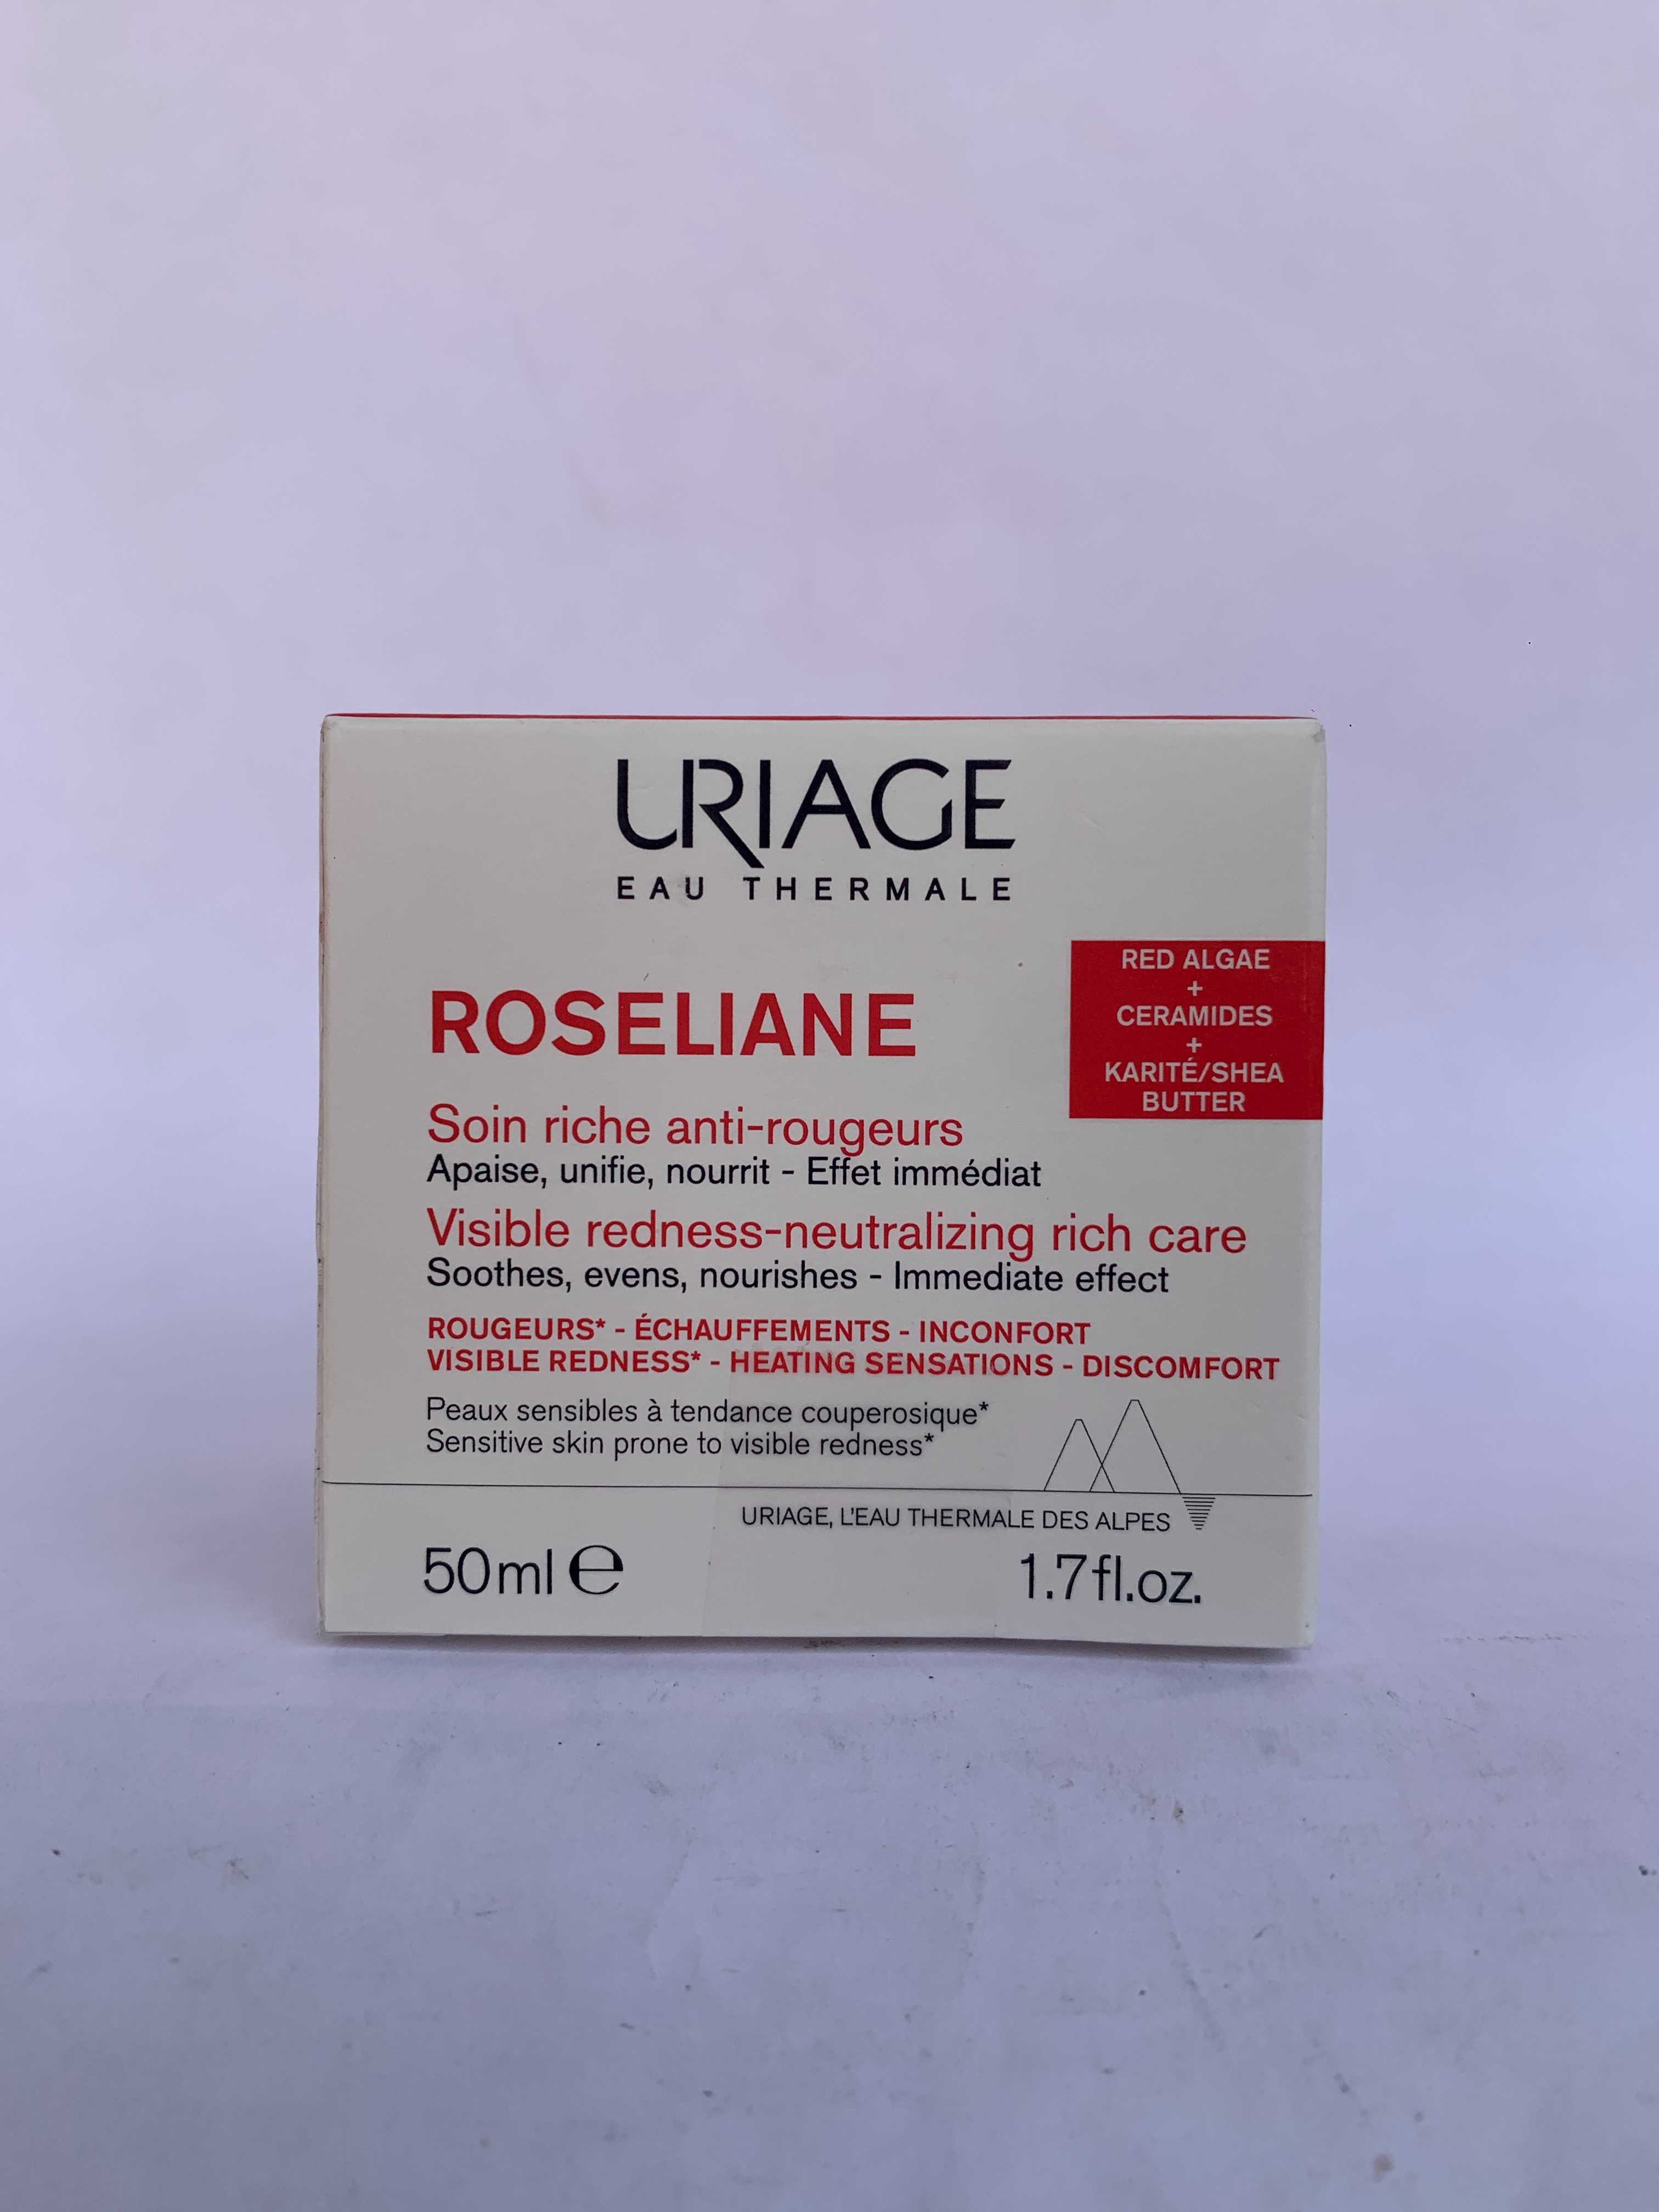 URIAGE
EAU THERMALE
RED ALGAE
+
CERAMIDES
+
KARITÉ/SHEA
BUTTER
ROSELIANE
Soin riche anti-rougeurs
Apaise, unifie, nourrit - Effet immédiat
Visible redness-neutralizing rich care
Soothes, evens, nourishes - Immediate effect
ROUGEURS* - ÉCHAUFFEMENTS - INCONFORT
VISIBLE REDNESS* - HEATING SENSATIONS - DISCOMFORT
Peaux sensibles à tendance couperosique*
Sensitive skin prone to visible redness*
URIAGE, L'EAU THERMALE DES ALPES
50ml e
1.7fl.oz.